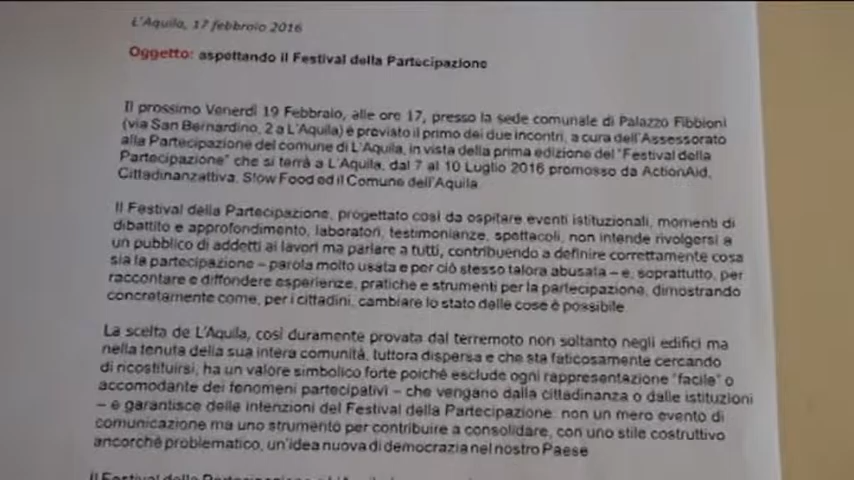 L'Aquila, 17 febbraio 2016
Oggetto: aspettando il Festival della Partecipazione
Il prossimo Venerdì 19 Febbraio, alle ore 17, presso la sede comunale di Palazzo Fibbioni
(via San Bernardino, 2 a L'Aquila) è previsto il primo dei due incontri, a cura dell'Assessorato
alla Partecipazione del comune di L'Aquila, in vista della prima edizione del "Festival della
Partecipazione" che si terrà a L'Aquila, dal 7 al 10 Luglio 2016 promosso da ActionAid,
Cittadinanzattiva, Slow Food ed il Comune dell'Aquila.
Il Festival della Partecipazione, progettato così da ospitare eventi istituzionali, momenti di
dibattito e approfondimento, laboratori, testimonianze, spettacoli, non intende rivolgersi a
un pubblico di addetti ai lavori ma parlare a tutti, contribuendo a definire correttamente cosa
sia la partecipazione – parola molto usata e per ciò stesso talora abusata – e, soprattutto, per
raccontare e diffondere esperienze, pratiche e strumenti per la partecipazione, dimostrando
concretamente come, per i cittadini, cambiare lo stato delle cose è possibile.
La scelta de L'Aquila, così duramente provata dal terremoto non soltanto negli edifici ma
nella tenuta della sua intera comunità, tuttora dispersa e che sta faticosamente cercando
di ricostituirsi, ha un valore simbolico forte poiché esclude ogni rappresentazione "facile" o
accomodante dei fenomeni partecipativi – che vengano dalla cittadinanza o dalle istituzioni
– e garantisce delle intenzioni del Festival della Partecipazione: non un mero evento di
comunicazione ma uno strumento per contribuire a consolidare, con uno stile costruttivo
ancorché problematico, un'idea nuova di democrazia nel nostro Paese
Il Festival della Partecipazione